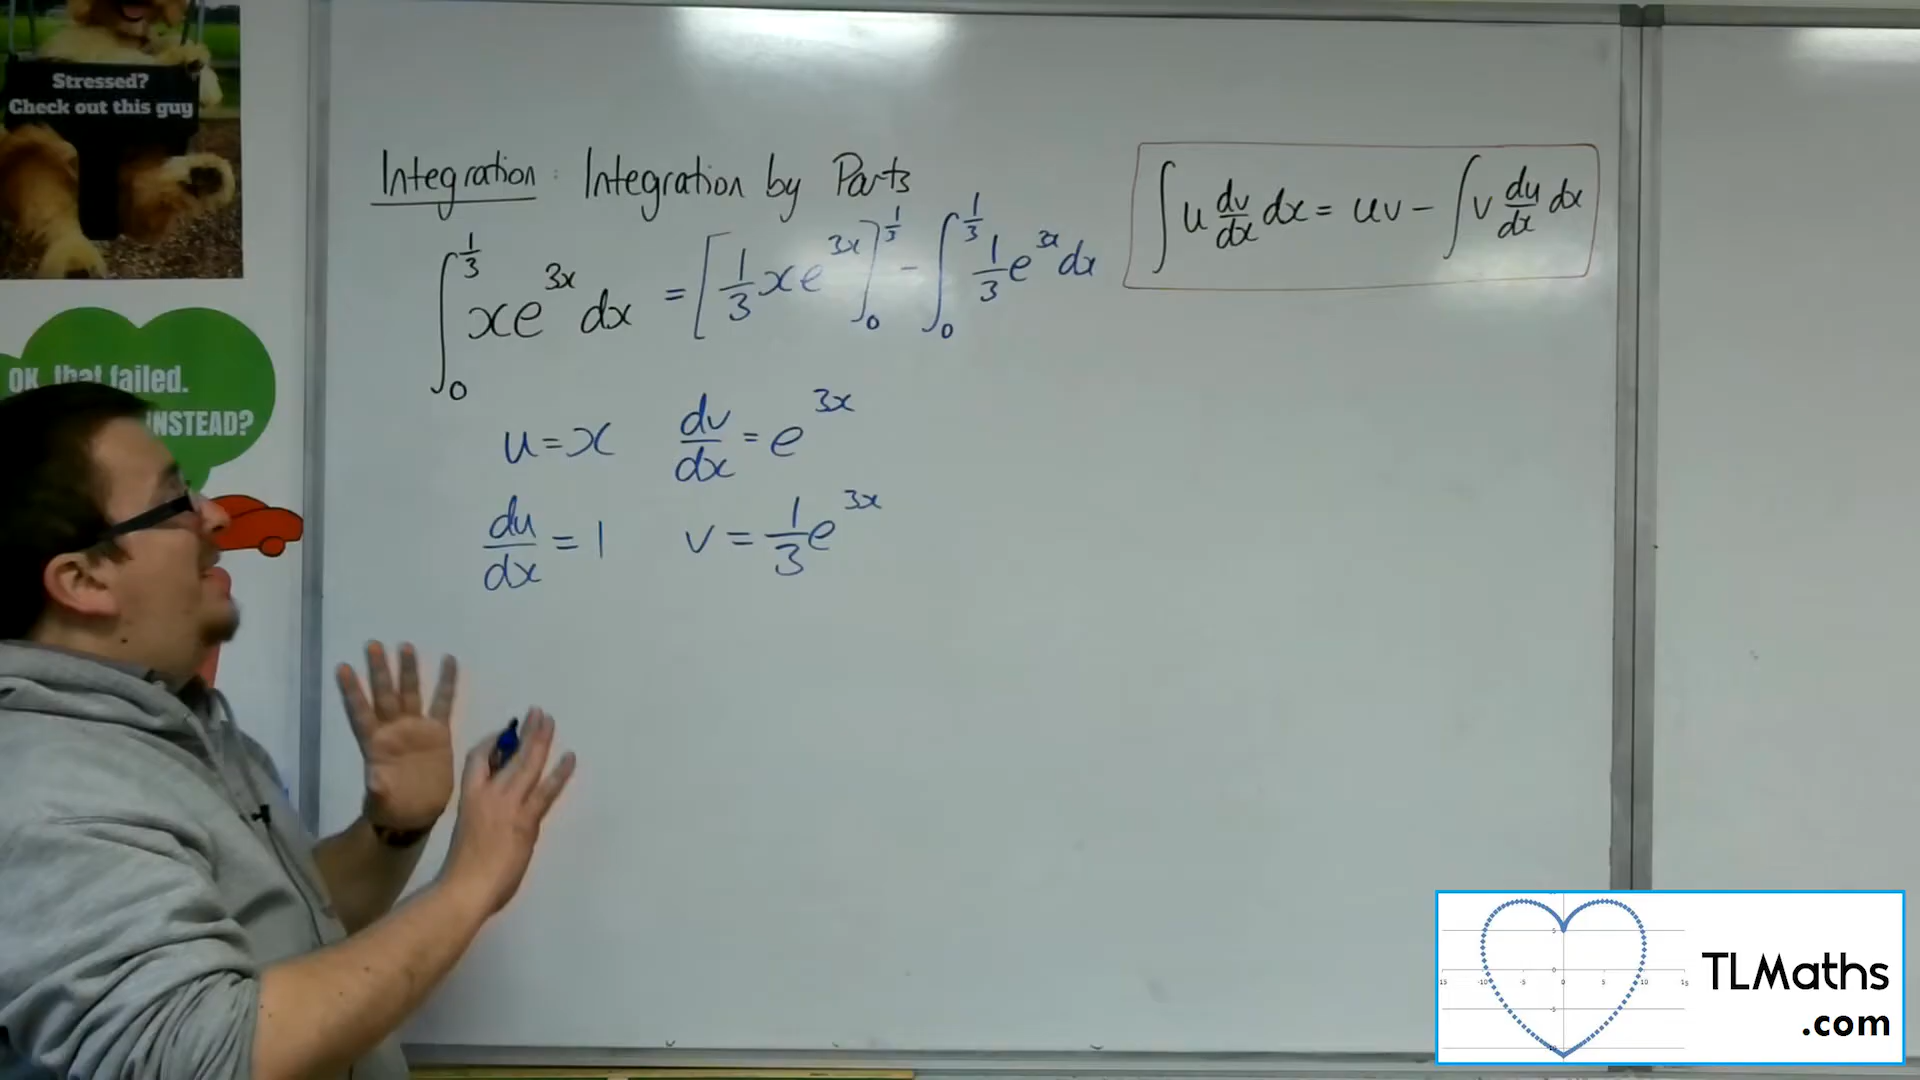 Stressed?
Check out this guy
OK, that failed.
INSTEAD?
Integration : Integration by Parts
∫u dv/dx dx = uv - ∫v du/dx dx
∫₀^(1/3) xe^(3x) dx = [1/3 xe^(3x)]₀^(1/3) - ∫₀^(1/3) 1/3 e^(3x) dx
u = x dv/dx = e^(3x)
du/dx = 1 v = 1/3 e^(3x)
TLMaths
.com